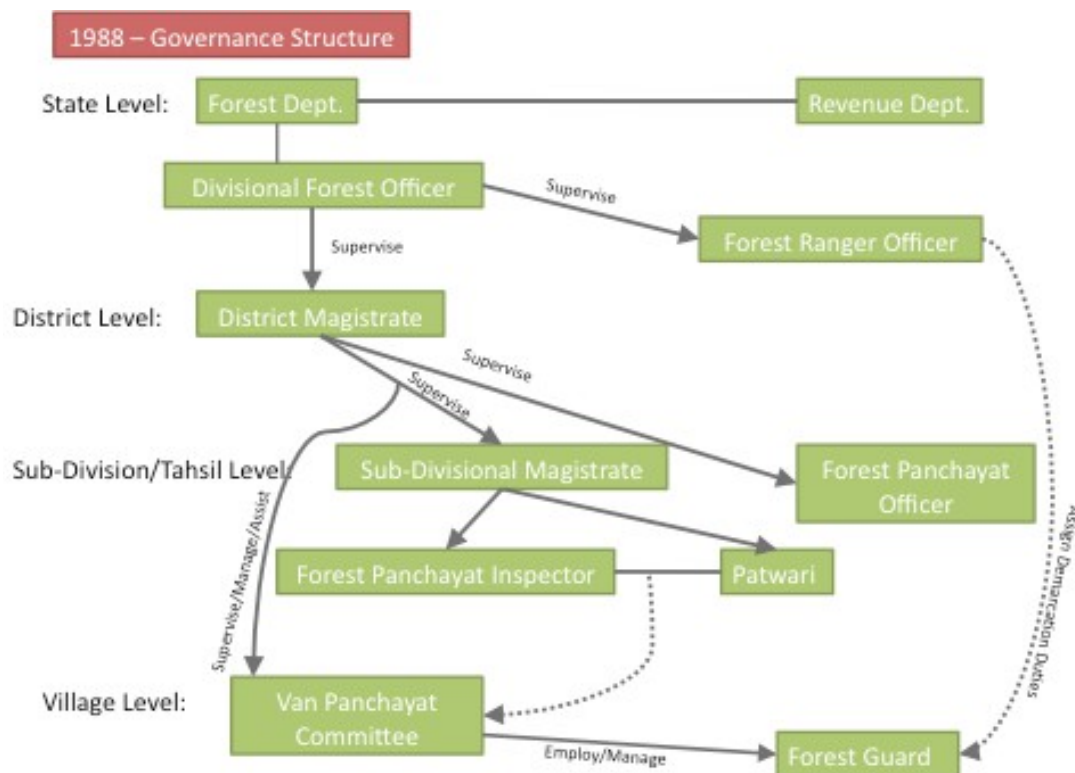 1988 – Governance Structure
State Level:
Forest Dept.
Revenue Dept.
Divisional Forest Officer
Supervise
Forest Ranger Officer
Supervise
District Level:
District Magistrate
Supervise
Supervise
Sub-Division/Tahsil Level:
Sub-Divisional Magistrate
Forest Panchayat
Officer
Supervise/Manage/Assist
Assign Demarcation Duties
Forest Panchayat Inspector
Patwari
Village Level:
Van Panchayat
Committee
Employ/Manage
Forest Guard